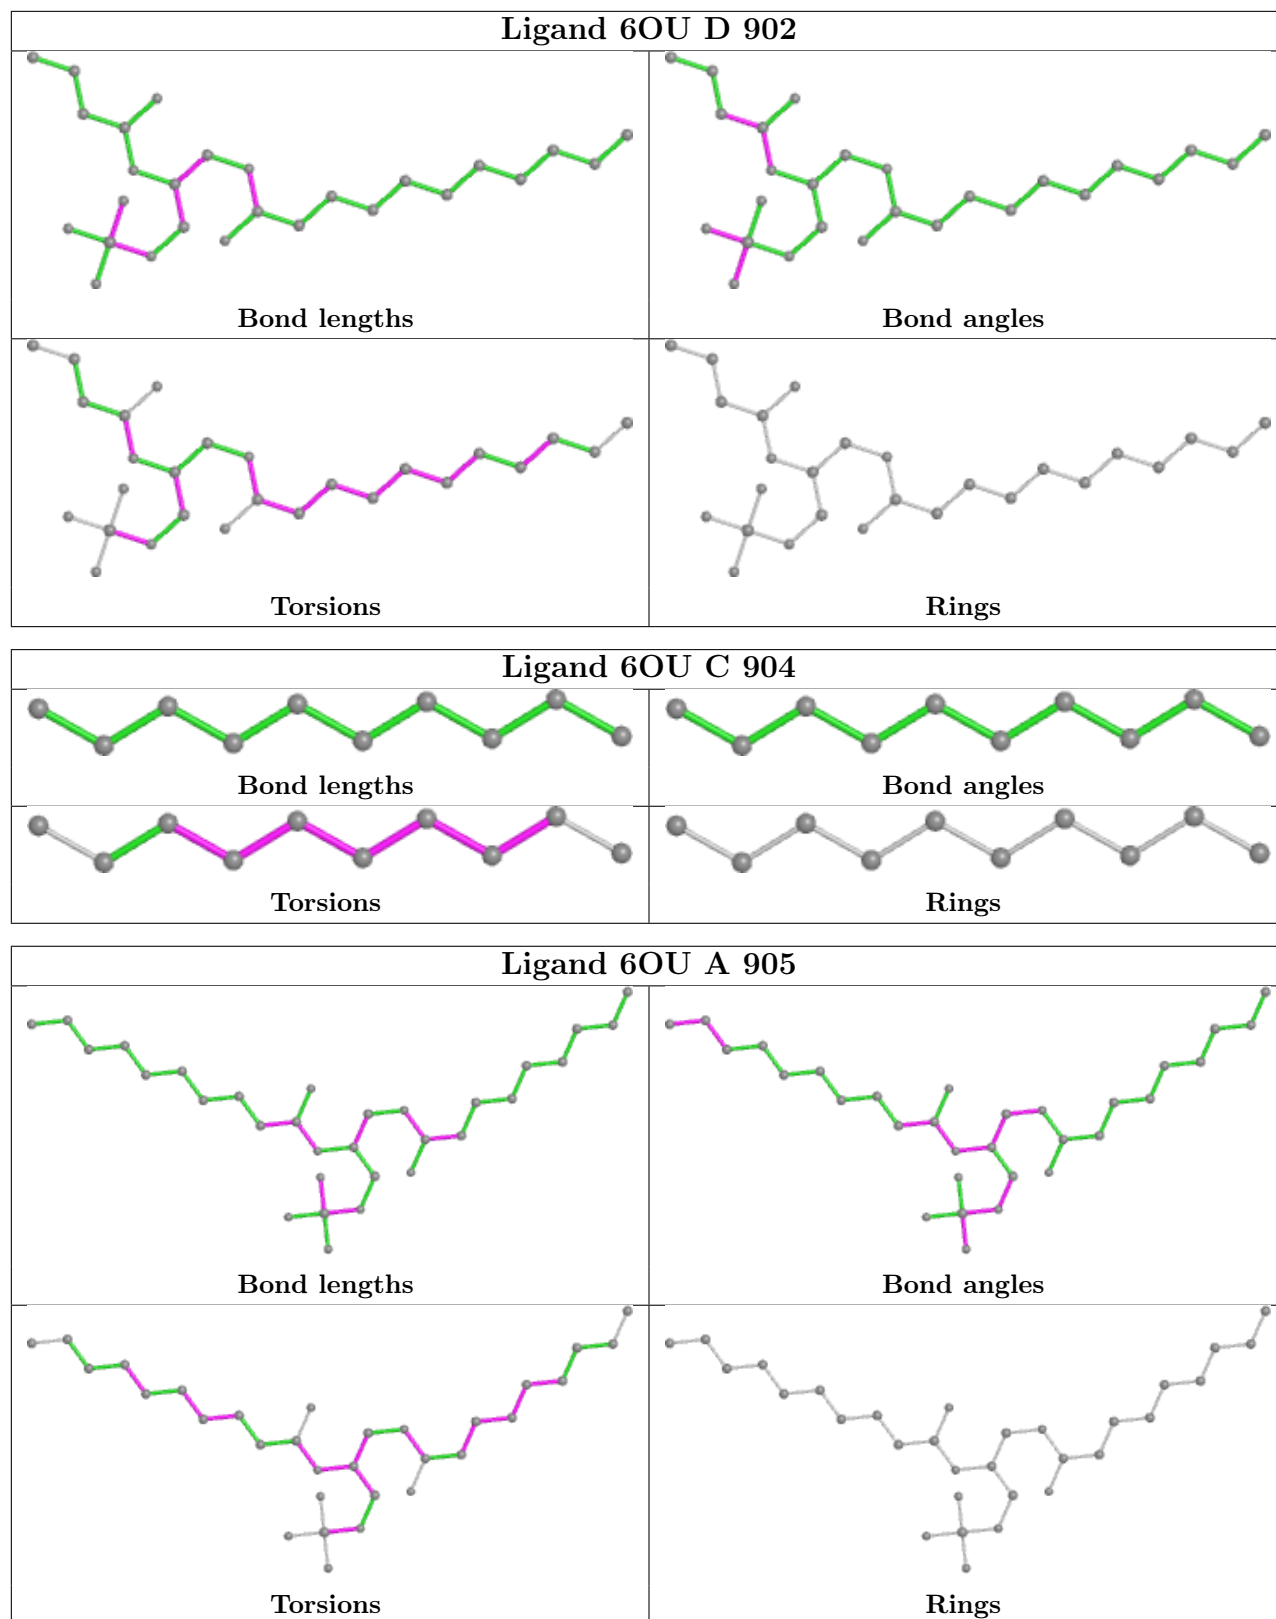 Ligand 6OU D 902
Bond lengths
Bond angles
Torsions
Rings
Ligand 6OU C 904
Bond lengths
Bond angles
Torsions
Rings
Ligand 6OU A 905
Bond lengths
Bond angles
Torsions
Rings